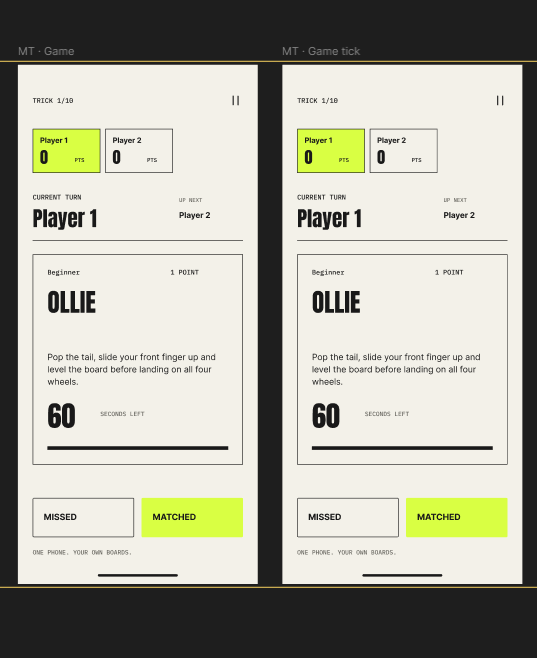 MT · Game
TRICK 1/10
Player 1
0 PTS
Player 2
0 PTS
CURRENT TURN
Player 1
UP NEXT
Player 2
Beginner
1 POINT
OLLIE
Pop the tail, slide your front finger up and
level the board before landing on all four
wheels.
60 SECONDS LEFT
MISSED
MATCHED
ONE PHONE. YOUR OWN BOARDS.
MT · Game tick
TRICK 1/10
Player 1
0 PTS
Player 2
0 PTS
CURRENT TURN
Player 1
UP NEXT
Player 2
Beginner
1 POINT
OLLIE
Pop the tail, slide your front finger up and
level the board before landing on all four
wheels.
60 SECONDS LEFT
MISSED
MATCHED
ONE PHONE. YOUR OWN BOARDS.